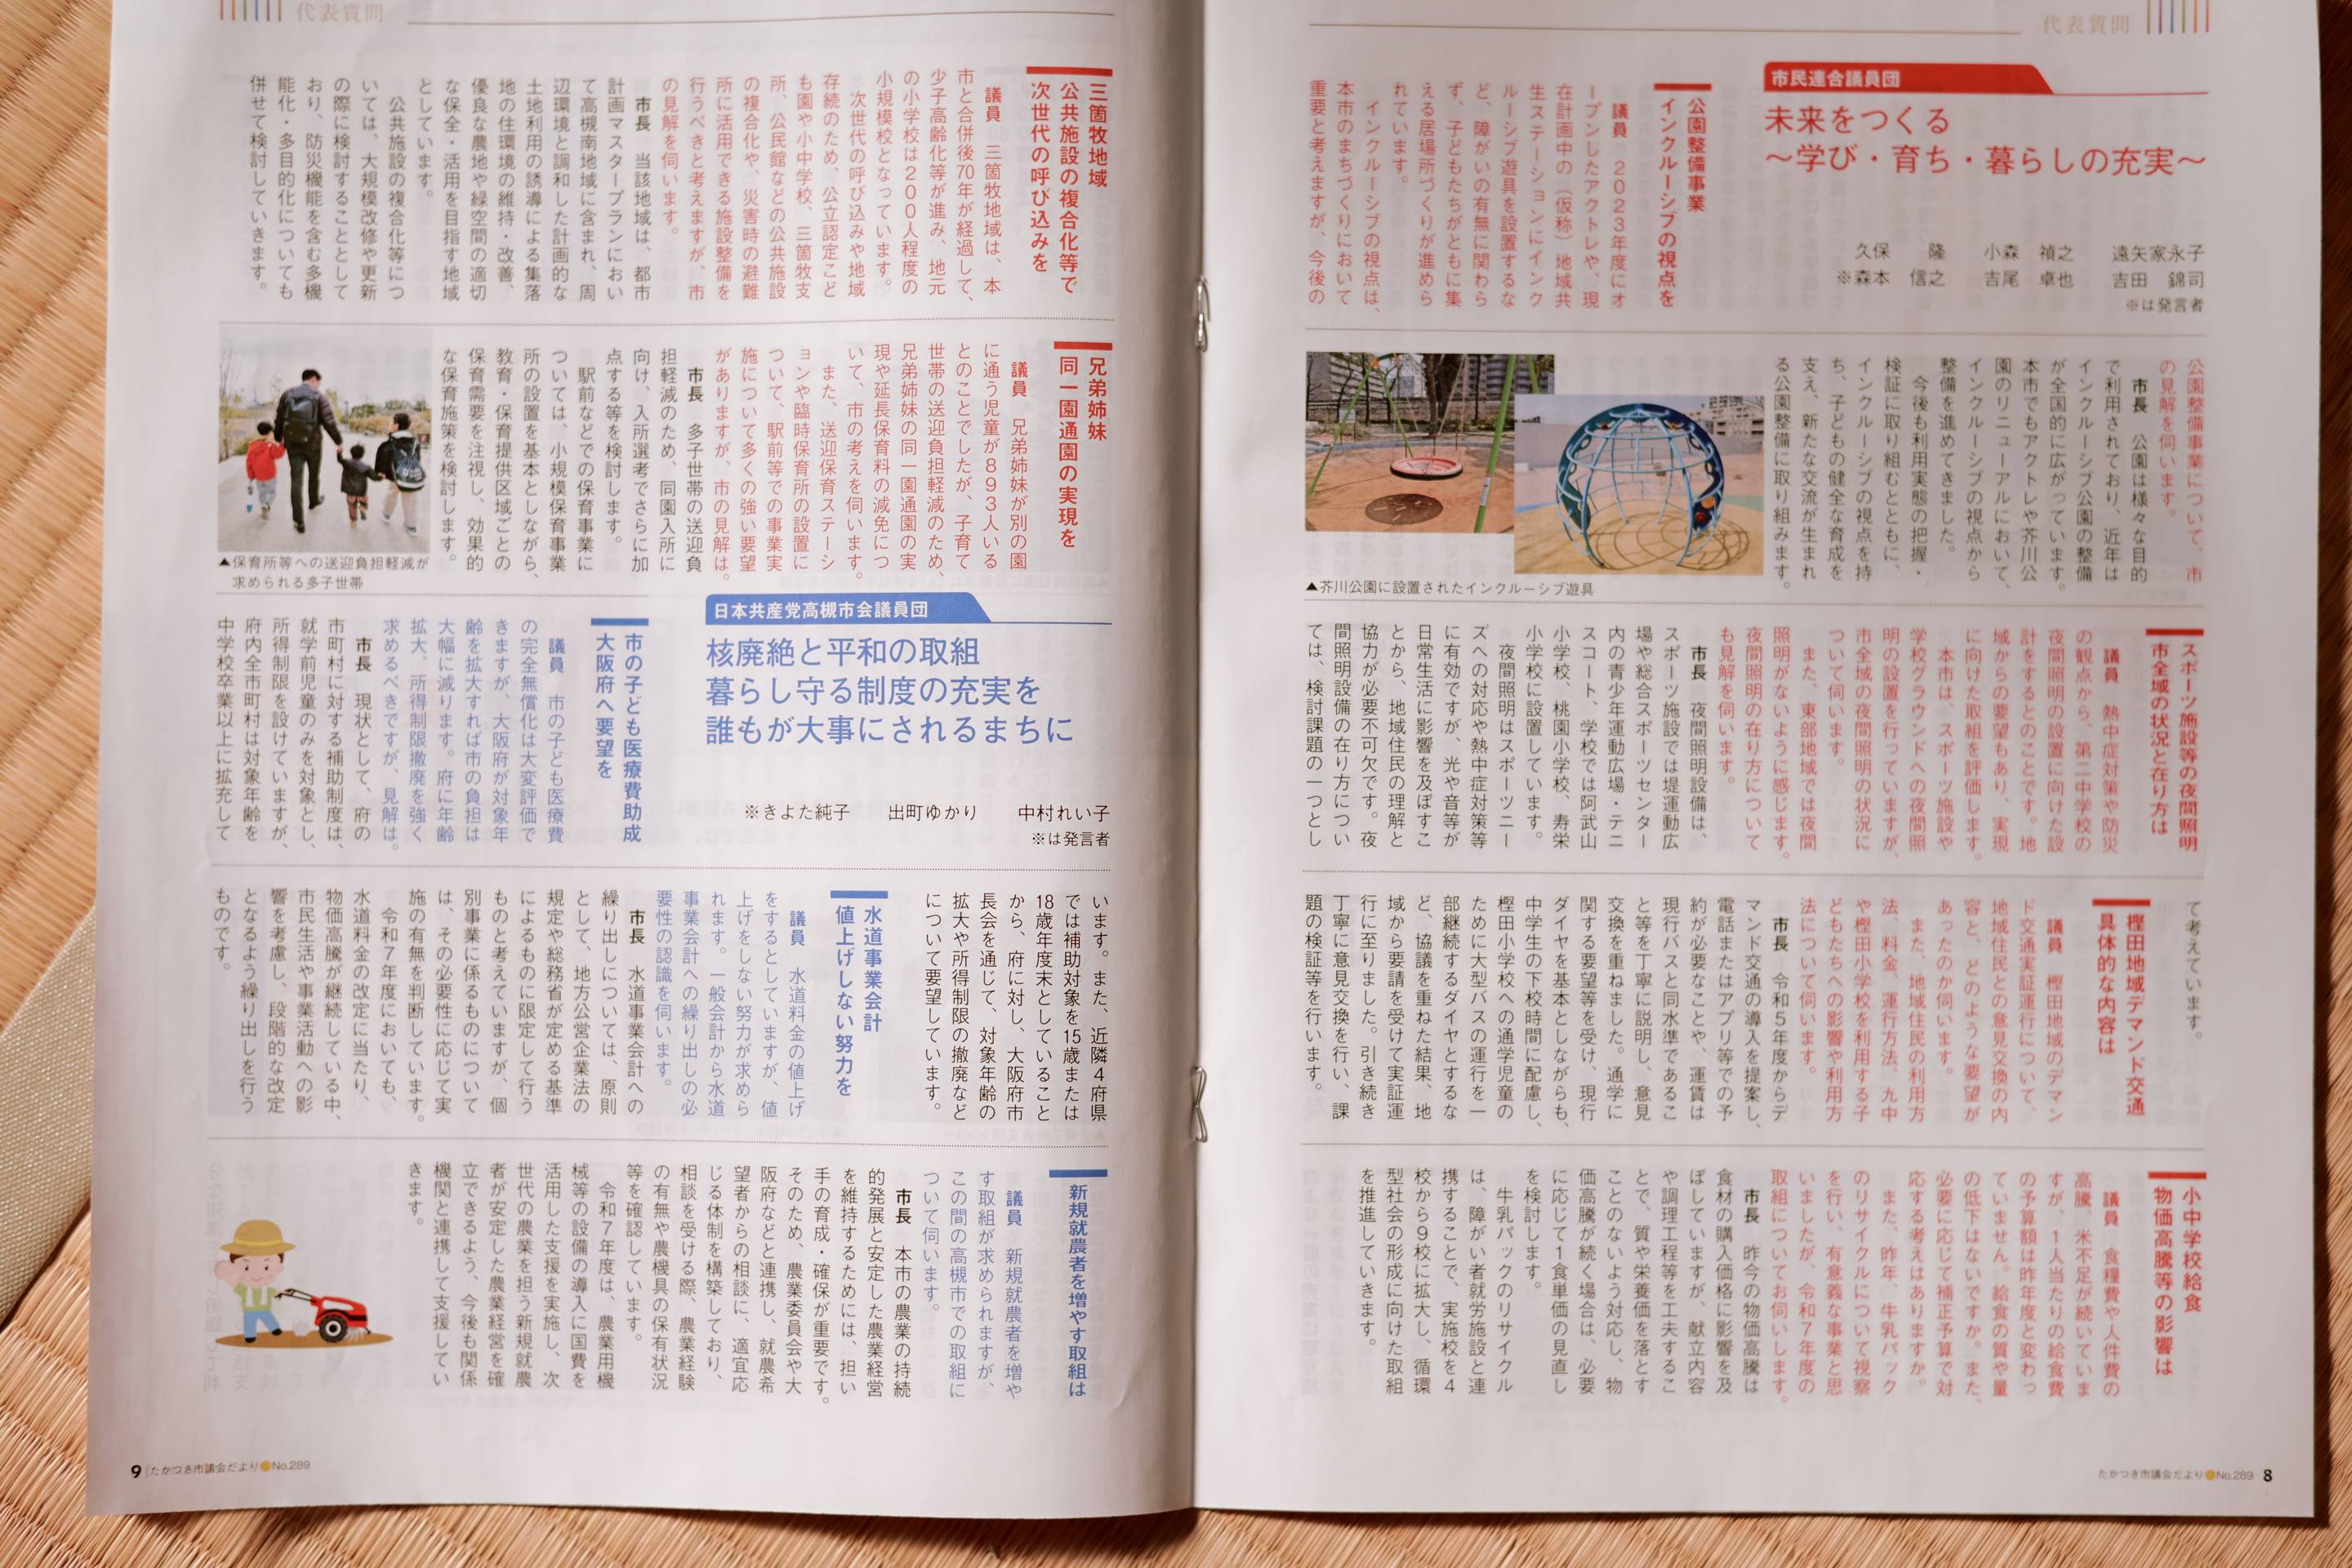 代表質問
市民連合議員団
未来をつくる
～学び・育ち・暮らしの充実～
遠矢家永子
小森　禎之
久保　　隆
吉田　錦司
吉尾　卓也
※森本　信之
※は発言者
公園整備事業
インクルーシブの視点を
議員　2023年度にオ
ープンしたアクトレや、現
在計画中の（仮称）地域共
生ステーションにインク
ルーシブ遊具を設置するな
ど、障がいの有無に関わら
ず、子どもたちがともに集
える居場所づくりが進めら
れています。
インクルーシブの視点は、
本市のまちづくりにおいて
重要と考えますが、今後の
公園整備事業について、市
の見解を伺います。
市長　公園は様々な目的
で利用されており、近年は
インクルーシブ公園の整備
が全国的に広がっています。
本市でもアクトレや芥川公
園のリニューアルにおいて、
インクルーシブの視点から
整備を進めてきました。
今後も利用実態の把握・
検証に取り組むとともに、
インクルーシブの視点を持
ち、子どもの健全な育成を
支え、新たな交流が生まれ
る公園整備に取り組みます。
▲芥川公園に設置されたインクルーシブ遊具
スポーツ施設等の夜間照明
市全域の状況と在り方は
議員　熱中症対策や防災
の観点から、第二中学校の
夜間照明の設置に向けた設
計をするとのことです。地
域からの要望もあり、実現
に向けた取組を評価します。
本市は、スポーツ施設や
学校グラウンドへの夜間照
明の設置を行っていますが、
市全域の夜間照明の状況に
ついて伺います。
また、東部地域では夜間
照明がないように感じます。
夜間照明の在り方について
も見解を伺います。
市長　夜間照明設備は、
スポーツ施設では堤運動広
場や総合スポーツセンター
内の青少年運動広場・テニ
スコート、学校では阿武山
小学校、桃園小学校、寿栄
小学校に設置しています。
夜間照明はスポーツニー
ズへの対応や熱中症対策等
に有効ですが、光や音等が
日常生活に影響を及ぼすこ
とから、地域住民の理解と
協力が必要不可欠です。夜
間照明設備の在り方につい
ては、検討課題の一つとし
て考えています。
樫田地域デマンド交通
具体的な内容は
議員　樫田地域のデマン
ド交通実証運行について、
地域住民との意見交換の内
容と、どのような要望が
あったのか伺います。
また、地域住民の利用方
法、料金、運行方法、九中
や樫田小学校を利用する子
どもたちへの影響や利用方
法について伺います。
市長　令和5年度からデ
マンド交通の導入を提案し、
電話またはアプリ等での予
約が必要なことや、運賃は
現行バスと同水準であるこ
と等を丁寧に説明し、意見
交換を重ねました。通学に
関する要望等を受け、現行
ダイヤを基本としながらも、
中学生の下校時間に配慮し、
樫田小学校への通学児童の
ために大型バスの運行を一
部継続するダイヤとするな
ど、協議を重ねた結果、地
域から要請を受けて実証運
行に至りました。引き続き
丁寧に意見交換を行い、課
題の検証等を行います。
小中学校給食
物価高騰等の影響は
議員　食糧費や人件費の
高騰、米不足が続いていま
すが、1人当たりの給食費
の予算額は昨年度と変わっ
ていません。給食の質や量
の低下はないですか。また、
必要に応じて補正予算で対
応する考えはありますか。
また、昨年、牛乳パック
のリサイクルについて視察
を行い、有意義な事業と思
いましたが、令和7年度の
取組についてお伺いします。
市長　昨今の物価高騰は
食材の購入価格に影響を及
ぼしていますが、献立内容
や調理工程等を工夫するこ
とで、質や栄養価を落とす
ことのないよう対応し、物
価高騰が続く場合は、必要
に応じて1食単価の見直し
を検討します。
牛乳パックのリサイクル
は、障がい者就労施設と連
携することで、実施校を4
校から9校に拡大し、循環
型社会の形成に向けた取組
を推進していきます。
たかつき市議会だより●No.289　8
代表質問
三箇牧地域
公共施設の複合化等で
次世代の呼び込みを
議員　三箇牧地域は、本
市と合併後70年が経過して、
少子高齢化等が進み、地元
の小学校は200人程度の
小規模校となっています。
次世代の呼び込みや地域
存続のため、公立認定こど
も園や小中学校、三箇牧支
所、公民館などの公共施設
の複合化や、災害時の避難
所に活用できる施設整備を
行うべきと考えますが、市
の見解を伺います。
市長　当該地域は、都市
計画マスタープランにおい
て高槻南地域に含まれ、周
辺環境と調和した計画的な
土地利用の誘導による集落
地の住環境の維持・改善、
優良な農地や緑空間の適切
な保全・活用を目指す地域
としています。
公共施設の複合化等につ
いては、大規模改修や更新
の際に検討することとして
おり、防災機能を含む多機
能化・多目的化についても
併せて検討していきます。
兄弟姉妹
同一園通園の実現を
議員　兄弟姉妹が別の園
に通う児童が893人いる
とのことでしたが、子育て
世帯の送迎負担軽減のため、
兄弟姉妹の同一園通園の実
現や延長保育料の減免につ
いて、市の考えを伺います。
また、送迎保育ステーシ
ョンや臨時保育所の設置に
ついて、駅前等での事業実
施について多くの強い要望
がありますが、市の見解は。
市長　多子世帯の送迎負
担軽減のため、同園入所に
向け、入所選考でさらに加
点する等を検討します。
駅前などでの保育事業に
ついては、小規模保育事業
所の設置を基本としながら、
教育・保育提供区域ごとの
保育需要を注視し、効果的
な保育施策を検討します。
▲保育所等への送迎負担軽減が
求められる多子世帯
日本共産党高槻市会議員団
核廃絶と平和の取組
暮らし守る制度の充実を
誰もが大事にされるまちに
中村れい子
出町ゆかり
※きよた純子
※は発言者
市の子ども医療費助成
大阪府へ要望を
議員　市の子ども医療費
の完全無償化は大変評価で
きますが、大阪府が対象年
齢を拡大すれば市の負担は
大幅に減ります。府に年齢
拡大、所得制限撤廃を強く
求めるべきですが、見解は。
市長　現状として、府の
市町村に対する補助制度は、
就学前児童のみを対象とし、
所得制限を設けていますが、
府内全市町村は対象年齢を
中学校卒業以上に拡充して
います。また、近隣4府県
では補助対象を15歳または
18歳年度末としていること
から、府に対し、大阪府市
長会を通じて、対象年齢の
拡大や所得制限の撤廃など
について要望しています。
水道事業会計
値上げしない努力を
議員　水道料金の値上げ
をするとしていますが、値
上げをしない努力が求めら
れます。一般会計から水道
事業会計への繰り出しの必
要性の認識を伺います。
市長　水道事業会計への
繰り出しについては、原則
として、地方公営企業法の
規定や総務省が定める基準
によるものに限定して行う
ものと考えていますが、個
別事業に係るものについて
は、その必要性に応じて実
施の有無を判断しています。
令和7年度においても、
水道料金の改定に当たり、
物価高騰が継続している中、
市民生活や事業活動への影
響を考慮し、段階的な改定
となるよう繰り出しを行う
ものです。
新規就農者を増やす取組は
議員　新規就農者を増や
す取組が求められますが、
この間の高槻市での取組に
ついて伺います。
市長　本市の農業の持続
的発展と安定した農業経営
を維持するためには、担い
手の育成・確保が重要です。
そのため、農業委員会や大
阪府などと連携し、就農希
望者からの相談に、適宜応
じる体制を構築しており、
相談を受ける際、農業経験
の有無や農機具の保有状況
等を確認しています。
令和7年度は、農業用機
械等の設備の導入に国費を
活用した支援を実施し、次
世代の農業を担う新規就農
者が安定した農業経営を確
立できるよう、今後も関係
機関と連携して支援してい
きます。
9　たかつき市議会だより●No.289